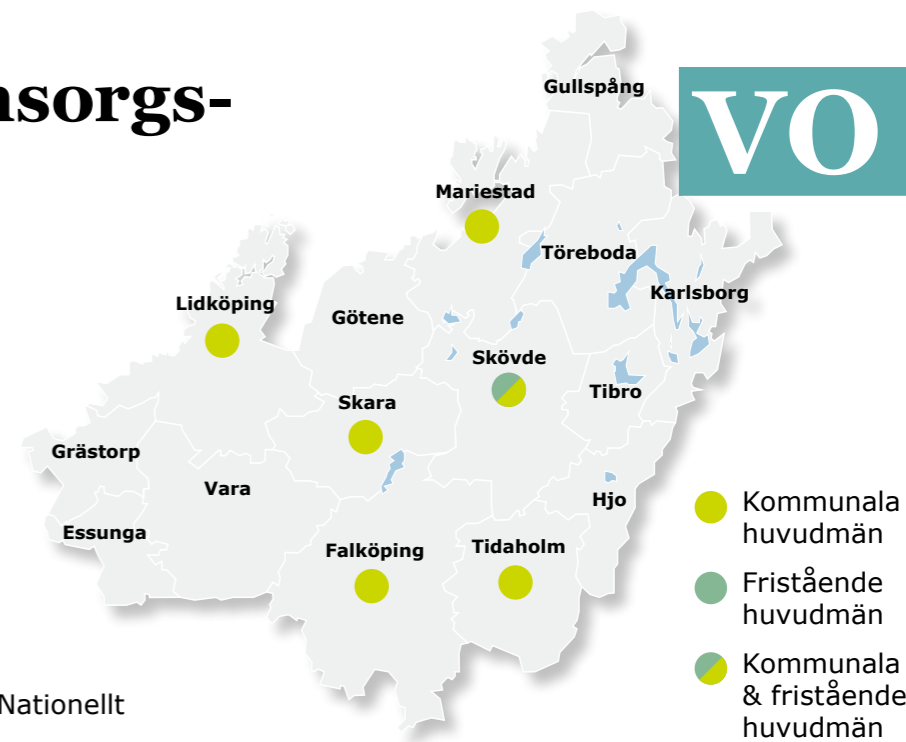 nsorgs-
VO
Gullspång
Mariestad
Töreboda
Karlsborg
Lidköping
Götene
Skövde
Tibro
Skara
Grästorp
Vara
Hjo
Essunga
Falköping
Tidaholm
Kommunala
huvudmän
Fristående
huvudmän
Kommunala
& fristående
huvudmän
Nationellt